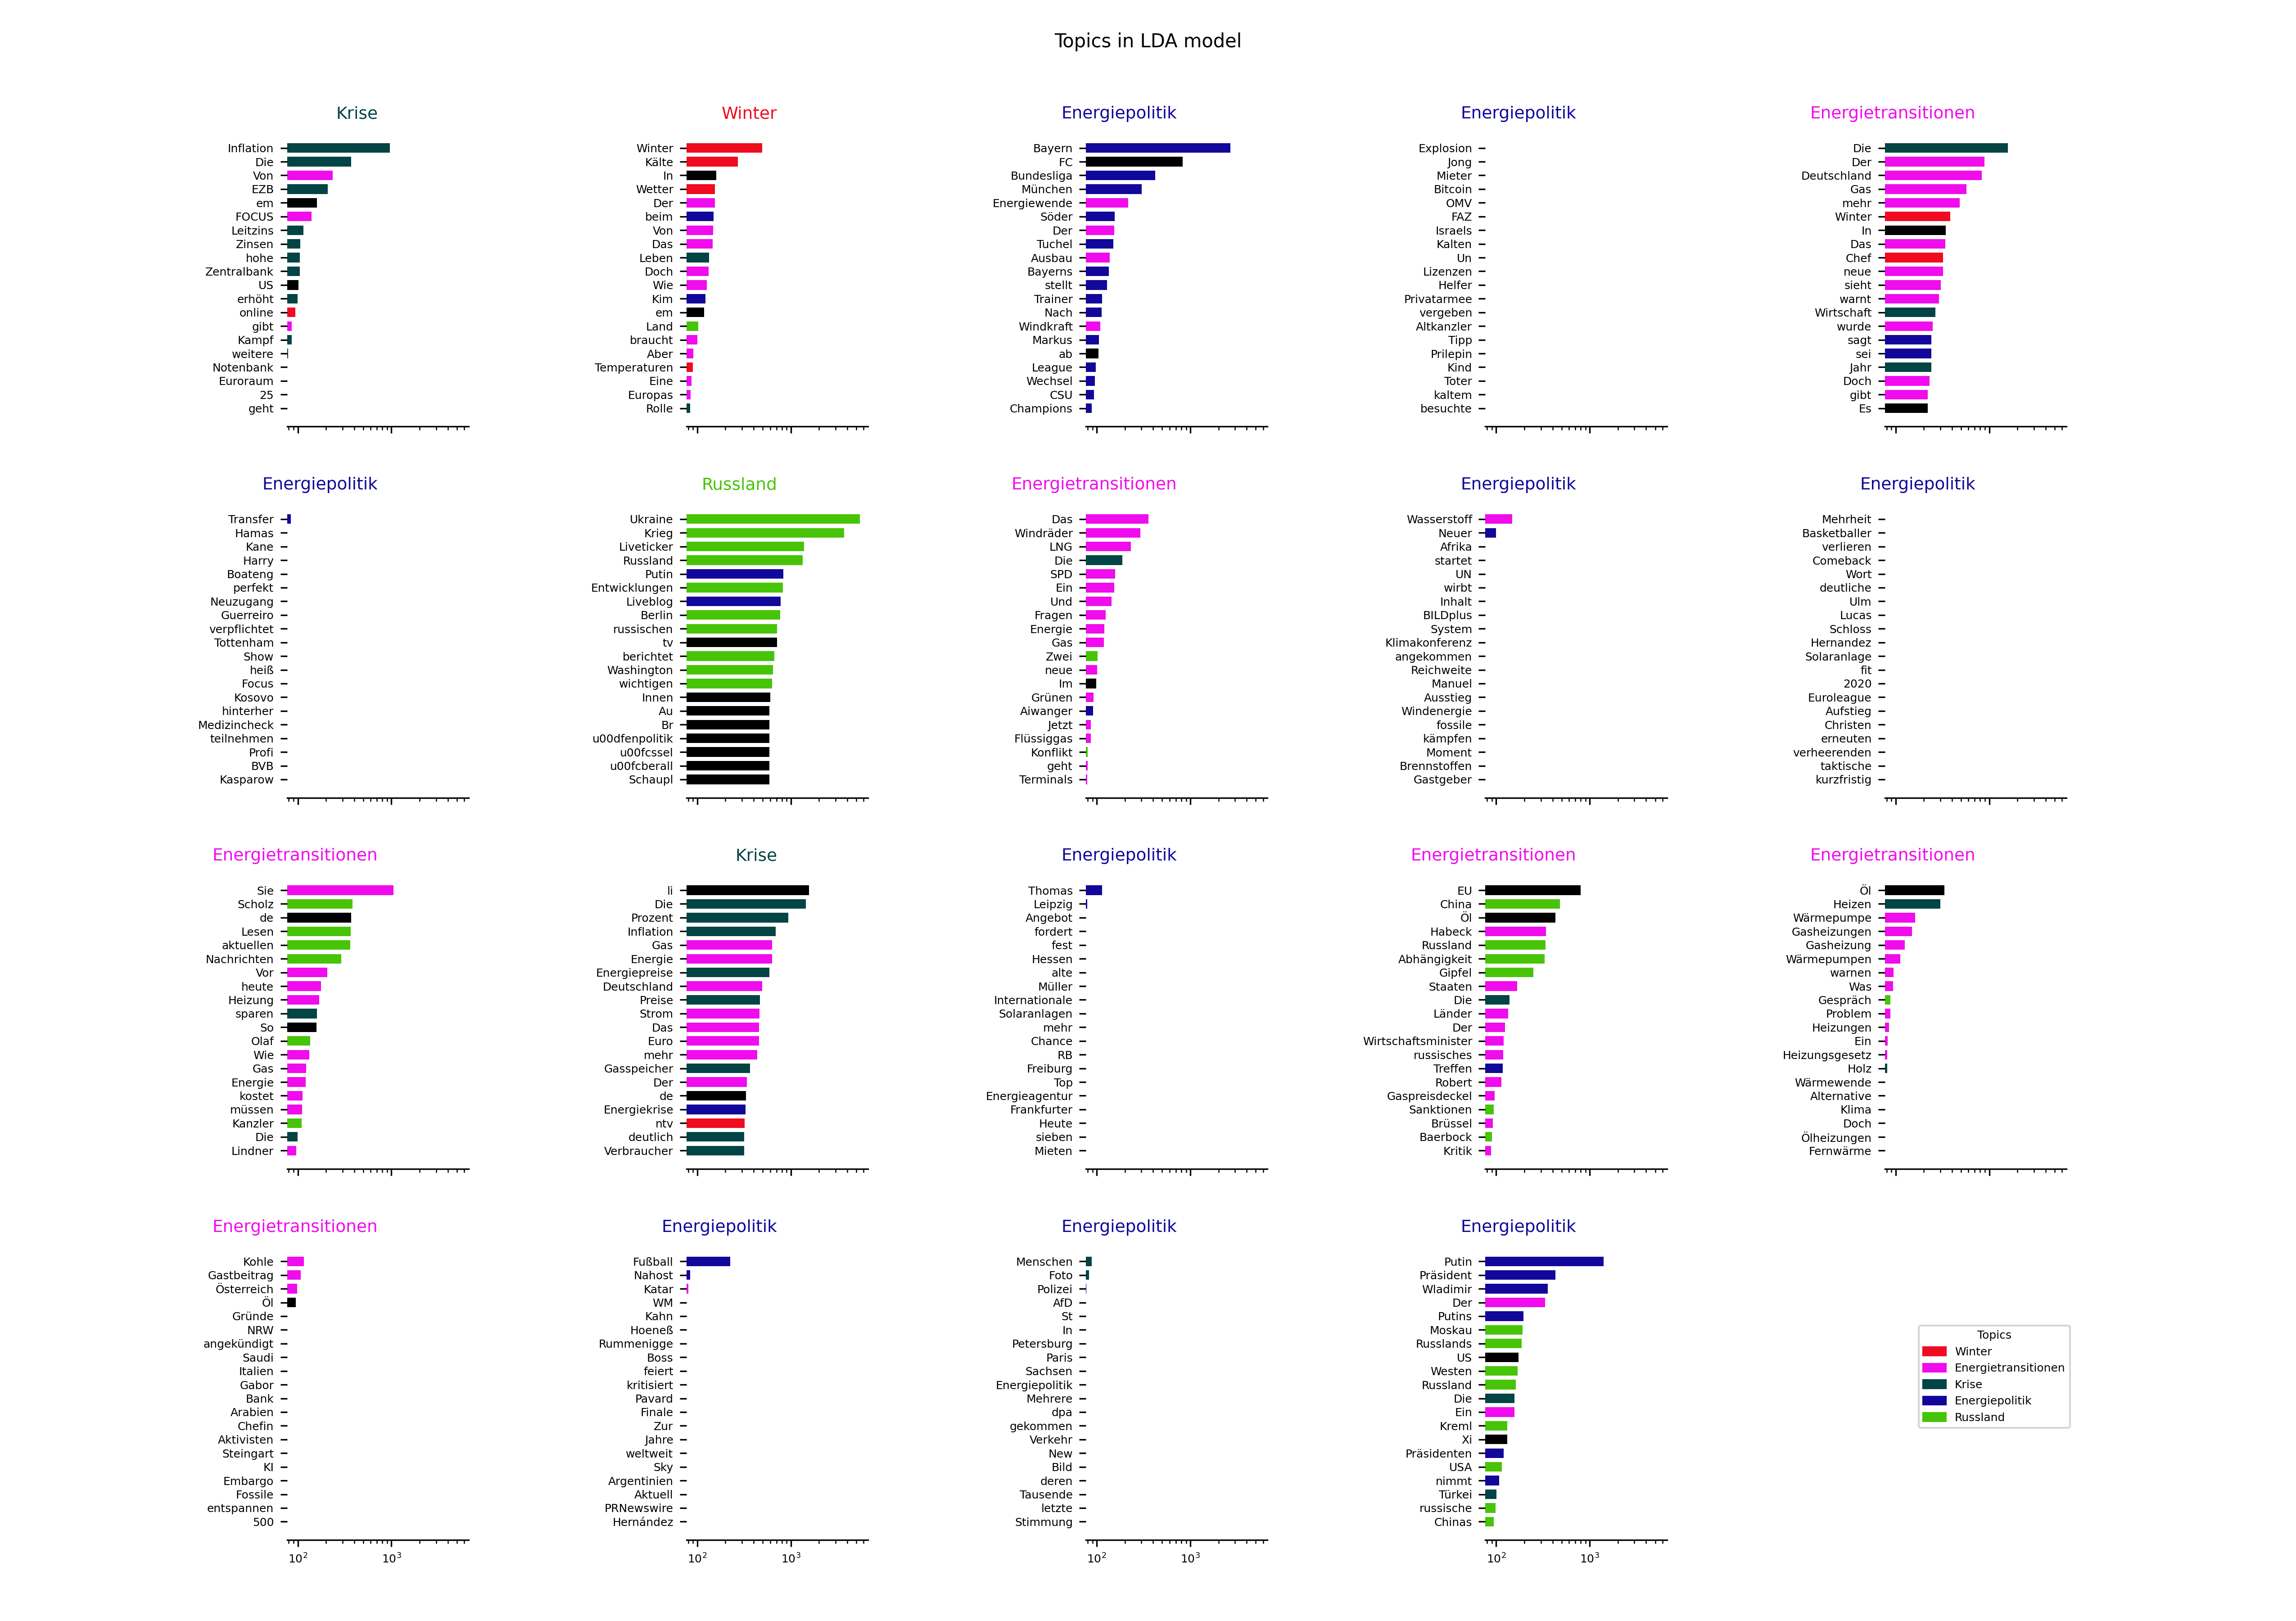 Topics in LDA model
Krise
Inflation
Die
Von
EZB
em
FOCUS
Leitzins
Zinsen
hohe
Zentralbank
US
erhöht
online
gibt
Kampf
weitere
Notenbank
Euroraum
25
geht
Winter
Winter
Kälte
In
Wetter
Der
beim
Von
Das
Leben
Doch
Wie
Kim
em
Land
braucht
Aber
Temperaturen
Eine
Europas
Rolle
Energiepolitik
Bayern
FC
Bundesliga
München
Energiewende
Söder
Der
Tuchel
Ausbau
Bayerns
stellt
Trainer
Nach
Windkraft
Markus
ab
League
Wechsel
CSU
Champions
Energiepolitik
Explosion
Jong
Mieter
Bitcoin
OMV
FAZ
Israels
Kalten
Un
Lizenzen
Helfer
Privatarmee
vergeben
Altkanzler
Tipp
Prilepin
Kind
Toter
kaltem
besuchte
Energietransitionen
Die
Der
Deutschland
Gas
mehr
Winter
In
Das
Chef
neue
sieht
warnt
Wirtschaft
wurde
sagt
sei
Jahr
Doch
gibt
Es
Energiepolitik
Transfer
Hamas
Kane
Harry
Boateng
perfekt
Neuzugang
Guerreiro
verpflichtet
Tottenham
Show
heiß
Focus
Kosovo
hinterher
Medizincheck
teilnehmen
Profi
BVB
Kasparow
Russland
Ukraine
Krieg
Liveticker
Russland
Putin
Entwicklungen
Liveblog
Berlin
russischen
tv
berichtet
Washington
wichtigen
Innen
Au
Br
u00dfenpolitik
u00fcssel
u00fcberall
Schaupl
Energietransitionen
Das
Windräder
LNG
Die
SPD
Ein
Und
Fragen
Energie
Gas
Zwei
neue
Im
Grünen
Aiwanger
Jetzt
Flüssiggas
Konflikt
geht
Terminals
Energiepolitik
Wasserstoff
Neuer
Afrika
startet
UN
wirbt
Inhalt
BILDplus
System
Klimakonferenz
angekommen
Reichweite
Manuel
Ausstieg
Windenergie
fossile
kämpfen
Moment
Brennstoffen
Gastgeber
Energiepolitik
Mehrheit
Basketballer
verlieren
Comeback
Wort
deutliche
Ulm
Lucas
Schloss
Hernandez
Solaranlage
fit
2020
Euroleague
Aufstieg
Christen
erneuten
verheerenden
taktische
kurzfristig
Energietransitionen
Sie
Scholz
de
Lesen
aktuellen
Nachrichten
Vor
heute
Heizung
sparen
So
Olaf
Wie
Gas
Energie
kostet
müssen
Kanzler
Die
Lindner
Krise
li
Die
Prozent
Inflation
Gas
Energie
Energiepreise
Deutschland
Preise
Strom
Das
Euro
mehr
Gasspeicher
Der
de
Energiekrise
ntv
deutlich
Verbraucher
Energiepolitik
Thomas
Leipzig
Angebot
fordert
fest
Hessen
alte
Müller
Internationale
Solaranlagen
mehr
Chance
RB
Freiburg
Top
Energieagentur
Frankfurter
Heute
sieben
Mieten
Energietransitionen
EU
China
Öl
Habeck
Russland
Abhängigkeit
Gipfel
Staaten
Die
Länder
Der
Wirtschaftsminister
russisches
Treffen
Robert
Gaspreisdeckel
Sanktionen
Brüssel
Baerbock
Kritik
Energietransitionen
Öl
Heizen
Wärmepumpe
Gasheizungen
Gasheizung
Wärmepumpen
warnen
Was
Gespräch
Problem
Heizungen
Ein
Heizungsgesetz
Holz
Wärmewende
Alternative
Klima
Doch
Ölheizungen
Fernwärme
Energietransitionen
Kohle
Gastbeitrag
Österreich
Öl
Gründe
NRW
angekündigt
Saudi
Italien
Gabor
Bank
Arabien
Chefin
Aktivisten
Steingart
KI
Embargo
Fossile
entspannen
500
10² 10³
Energiepolitik
Fußball
Nahost
Katar
WM
Kahn
Hoeneß
Rummenigge
Boss
feiert
kritisiert
Pavard
Finale
Zur
Jahre
weltweit
Sky
Argentinien
Aktuell
PRNewswire
Hernández
10² 10³
Energiepolitik
Menschen
Foto
Polizei
AfD
St
In
Petersburg
Paris
Sachsen
Energiepolitik
Mehrere
dpa
gekommen
Verkehr
New
Bild
deren
Tausende
letzte
Stimmung
10² 10³
Energiepolitik
Putin
Präsident
Wladimir
Der
Putins
Moskau
Russlands
US
Westen
Russland
Die
Ein
Kreml
Xi
Präsidenten
USA
nimmt
Türkei
russische
Chinas
10² 10³
Topics
Winter
Energietransitionen
Krise
Energiepolitik
Russland